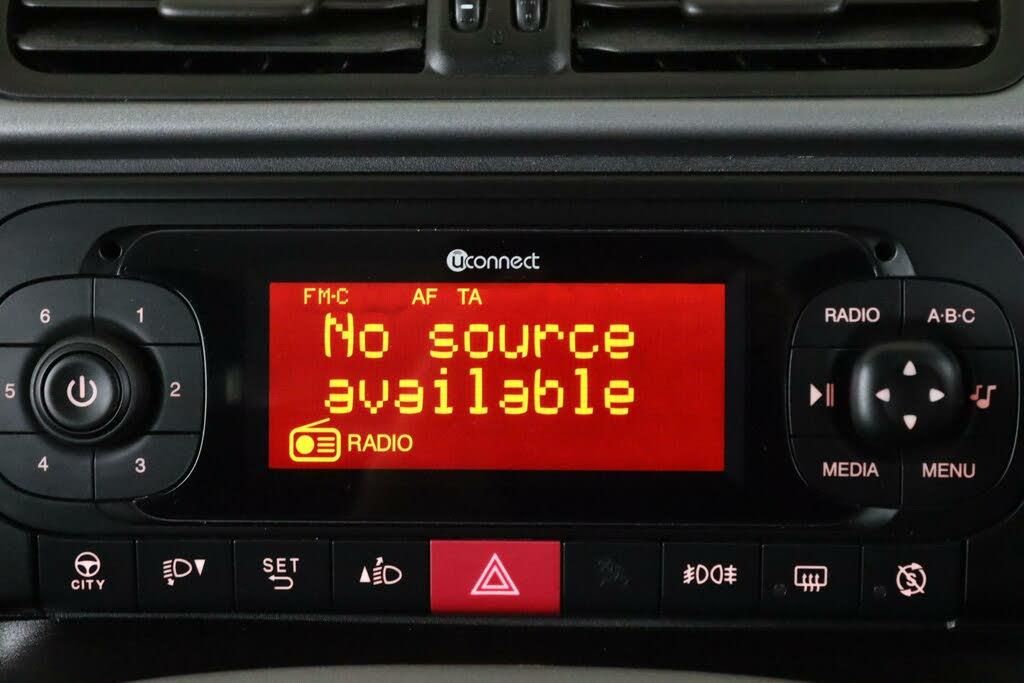 uconnect
FM-C AF TA
No source
available
RADIO
6 1
5 2
4 3
RADIO A·B·C
MEDIA MENU
CITY
SET